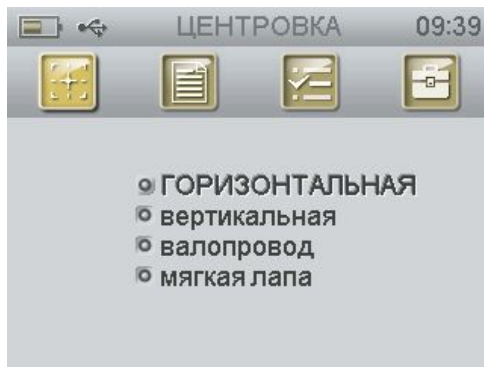 ЦЕНТРОВКА 09:39
ГОРИЗОНТАЛЬНАЯ
вертикальная
валопровод
мягкая лапа